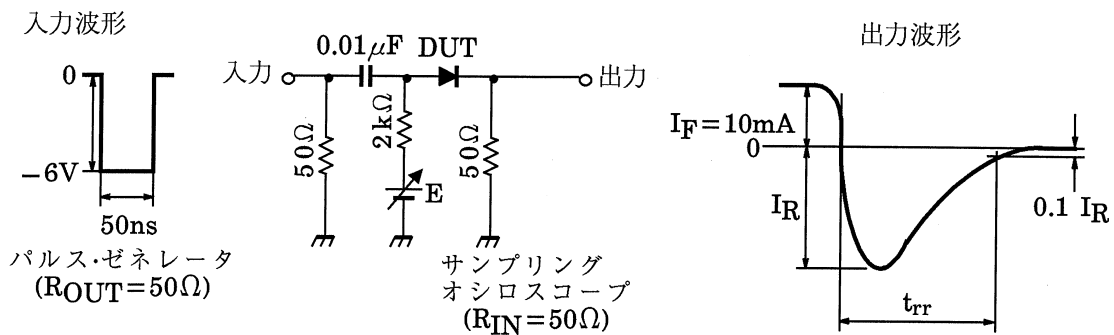 入力波形
0
−6V
50ns
パルス・ゼネレータ
(ROUT=50Ω)
0.01μF DUT
入力
出力
50Ω
2kΩ
E
50Ω
サンプリング
オシロスコープ
(RIN=50Ω)
出力波形
IF=10mA
0
IR
0.1 IR
trr